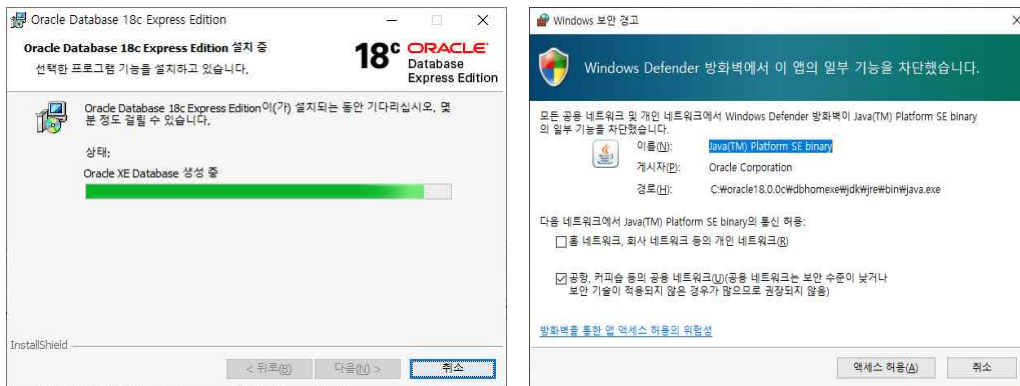 Oracle Database 18c Express Edition
Oracle Database 18c Express Edition 설치 중
선택한 프로그램 기능을 설치하고 있습니다.
18c ORACLE
Database
Express Edition
Oracle Database 18c Express Edition이(가) 설치되는 동안 기다리십시오, 몇
분 정도 걸릴 수 있습니다.
상태:
Oracle XE Database 생성 중
InstallShield
< 뒤로(B)
다음(N) >
취소
Windows 보안 경고
Windows Defender 방화벽에서 이 앱의 일부 기능을 차단했습니다.
모든 공용 네트워크 및 개인 네트워크에서 Windows Defender 방화벽이 Java(TM) Platform SE binary
의 일부 기능을 차단했습니다.
이름(N): Java(TM) Platform SE binary
게시자(P): Oracle Corporation
경로(H): C:₩oracle18.0.0c₩dbhomexe₩jdk₩jre₩bin₩java.exe
다음 네트워크에서 Java(TM) Platform SE binary의 통신 허용:
홈 네트워크, 회사 네트워크 등의 개인 네트워크(R)
공항, 커피숍 등의 공용 네트워크(U)(공용 네트워크는 보안 수준이 낮거나
보안 기술이 적용되지 않은 경우가 많으므로 권장되지 않음)
방화벽을 통한 앱 액세스 허용의 위험성
액세스 허용(A)
취소